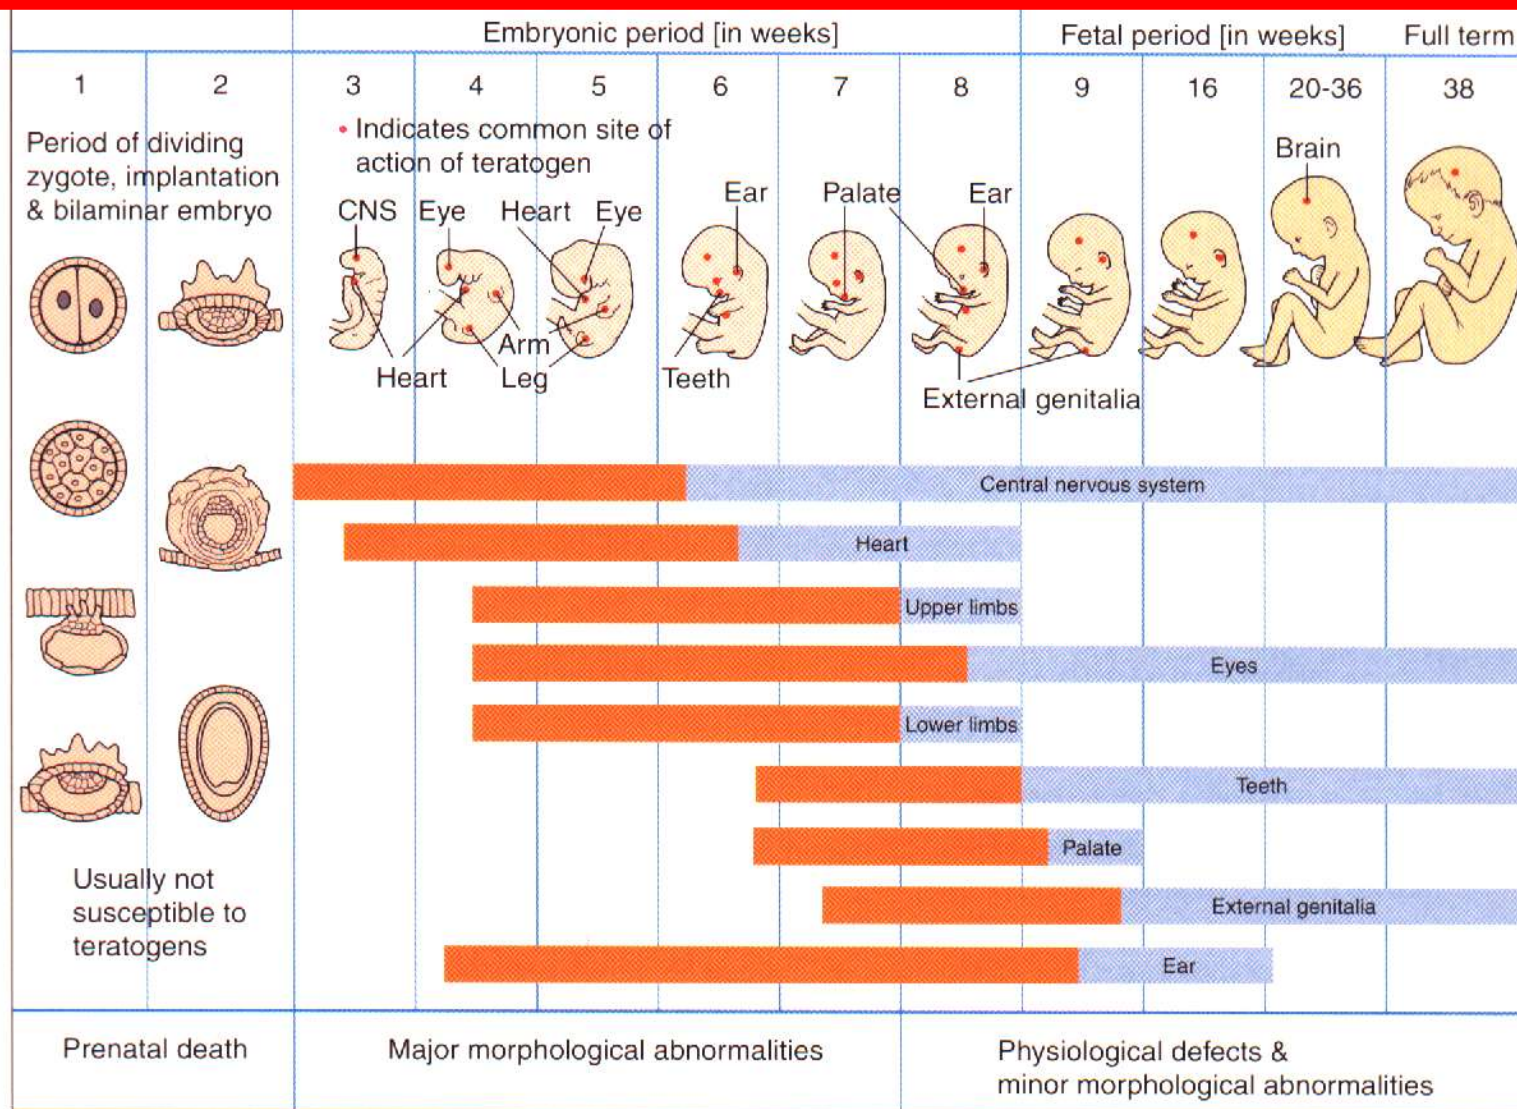 Embryonic period [in weeks]
Fetal period [in weeks]
Full term
1
2
3
4
5
6
7
8
9
16
20-36
38
Period of dividing
zygote, implantation
& bilaminar embryo
• Indicates common site of
action of teratogen
CNS
Eye
Heart
Eye
Ear
Palate
Ear
Brain
Heart
Arm
Leg
Teeth
External genitalia
Central nervous system
Heart
Upper limbs
Eyes
Lower limbs
Teeth
Palate
External genitalia
Ear
Usually not
susceptible to
teratogens
Prenatal death
Major morphological abnormalities
Physiological defects &
minor morphological abnormalities